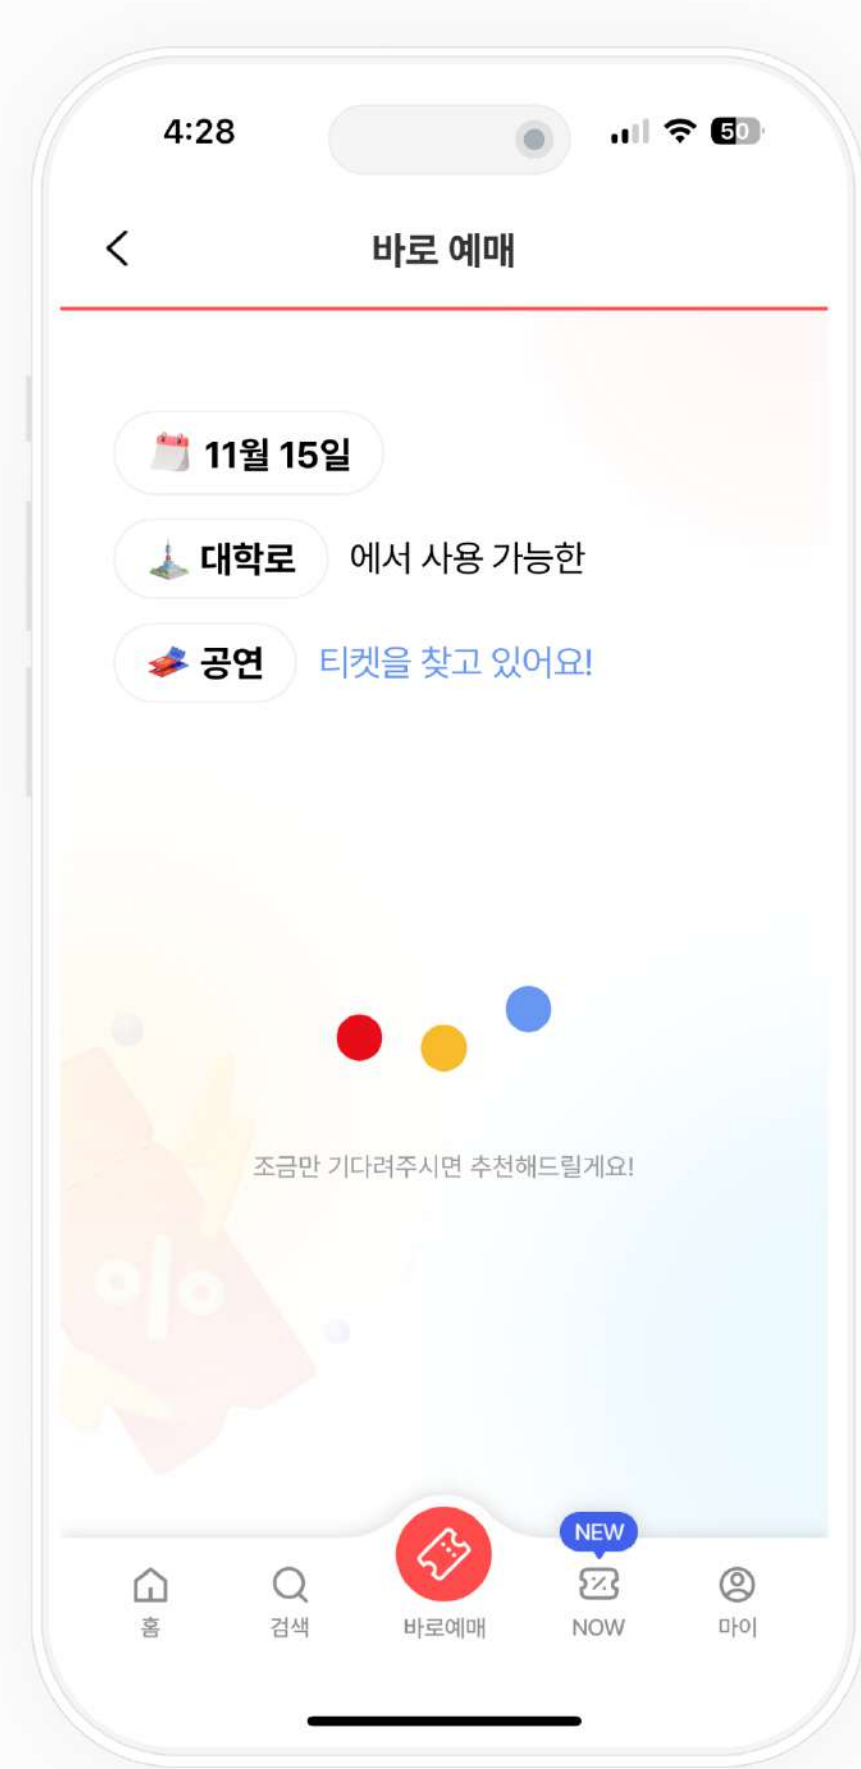 4:28
50
바로 예매
11월 15일
대학로 에서 사용 가능한
공연 티켓을 찾고 있어요!
조금만 기다려주시면 추천해드릴게요!
%
NEW
홈 검색 바로예매 NOW 마이